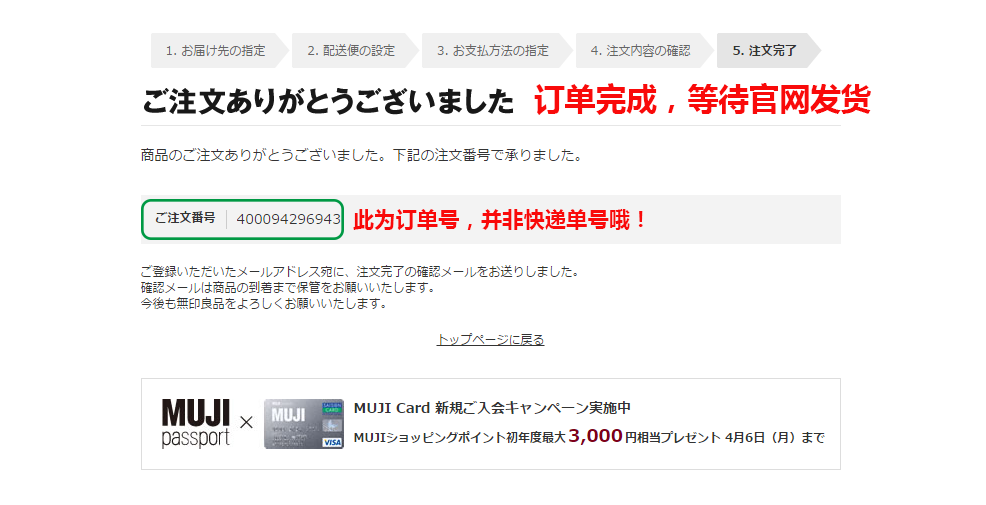 1. お届け先の指定
2. 配送便の設定
3. お支払方法の指定
4. 注文内容の確認
5. 注文完了
ご注文ありがとうございました 订单完成，等待官网发货
商品のご注文ありがとうございました。下記の注文番号で承りました。
ご注文番号 400094296943 此为订单号，并非快递单号哦！
ご登録いただいたメールアドレス宛に、注文完了の確認メールをお送りしました。
確認メールは商品の到着まで保管をお願いいたします。
今後も無印良品をよろしくお願いいたします。
トップページに戻る
MUJI passport × MUJI VISA
MUJI Card 新規ご入会キャンペーン実施中
MUJIショッピングポイント初年度最大 3,000 円相当プレゼント 4月6日（月）まで